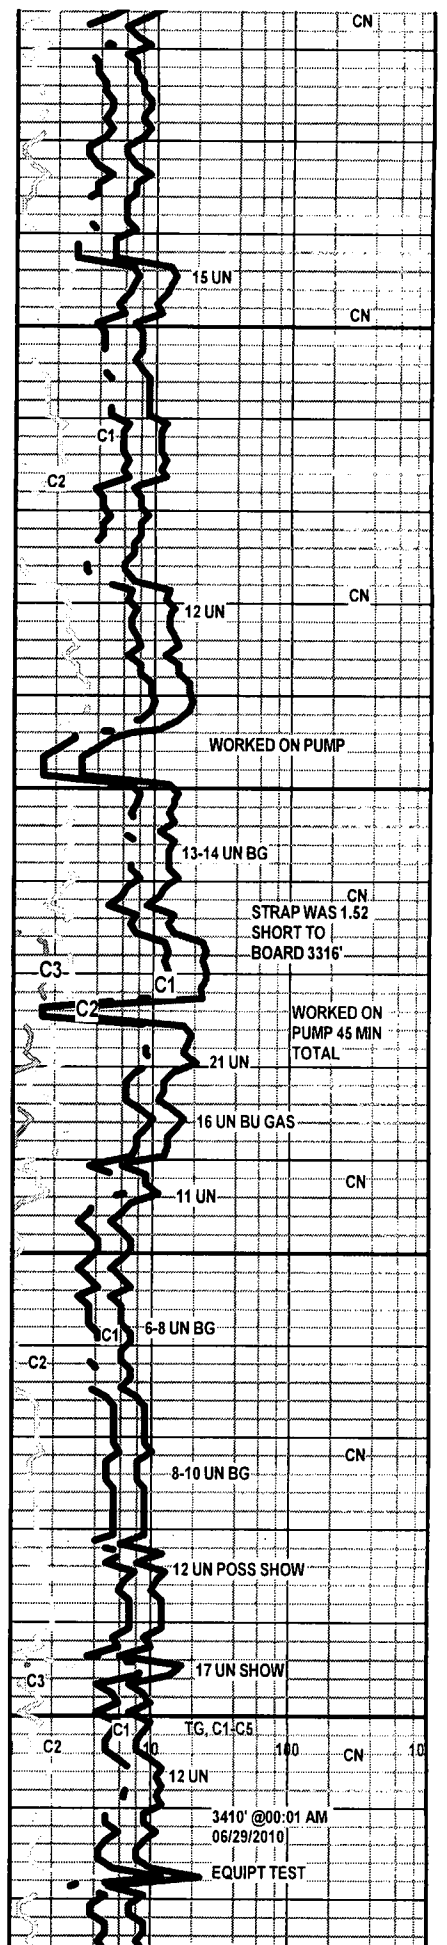 CN
15 UN
CN
C1
C2
CN
12 UN
WORKED ON PUMP
13-14 UN BG
CN
STRAP WAS 1.52
SHORT TO
BOARD 3316'
C3
C1
C2
WORKED ON
PUMP 45 MIN
TOTAL
21 UN
16 UN BU GAS
CN
11 UN
6-8 UN BG
C1
C2
CN
8-10 UN BG
12 UN POSS SHOW
17 UN SHOW
C3
C1 TG, C1-C5
C2 10 100 CN 10
12 UN
3410' @00:01 AM
06/29/2010
EQUIPT TEST